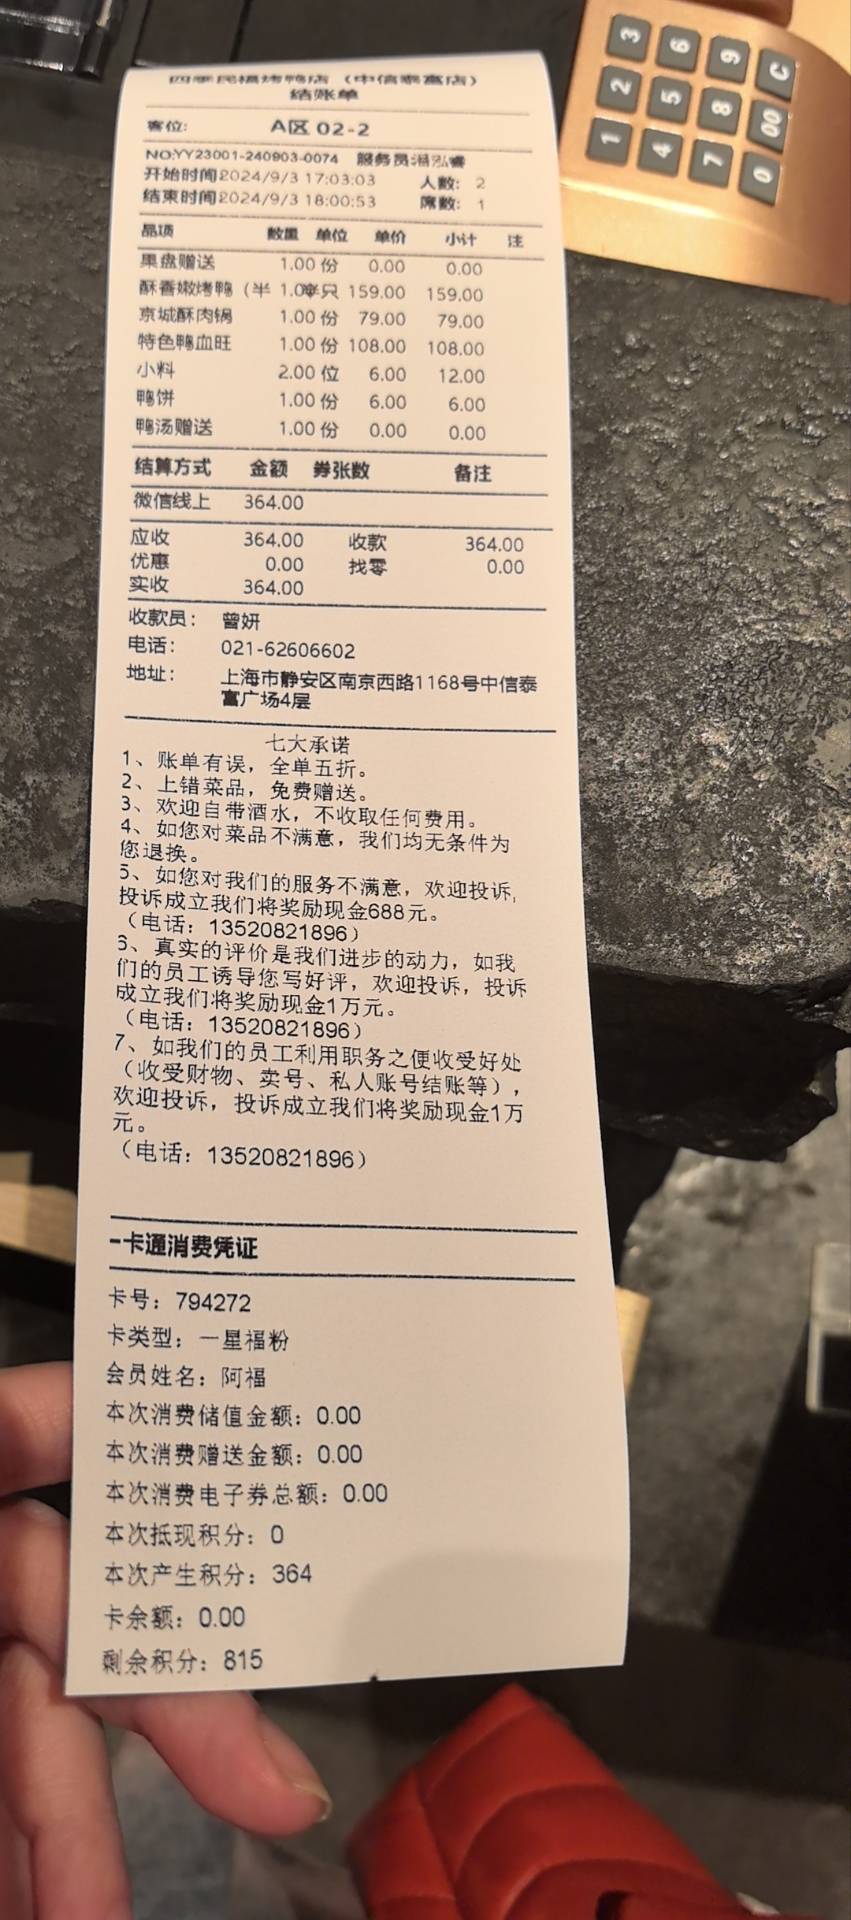 四季民福烤鸭店（中信泰富店）
结账单
客位： A区 02-2
NO:YY23001-240903-0074 服务员:
开始时间2024/9/3 17:03:03 人数: 2
结束时间2024/9/3 18:00:53 席数: 1
品项 数量 单位 单价 小计 注
果盘赠送 1.00 份 0.00 0.00
酥香嫩烤鸭（半 1.00 只 159.00 159.00
京城酥肉锅 1.00 份 79.00 79.00
特色鸭血旺 1.00 份 108.00 108.00
小料 2.00 位 6.00 12.00
鸭饼 1.00 份 6.00 6.00
鸭汤赠送 1.00 份 0.00 0.00
结算方式 金额 券张数 备注
微信线上 364.00
应收 364.00 收款 364.00
优惠 0.00 找零 0.00
实收 364.00
收款员： 曾妍
电话： 021-62606602
地址： 上海市静安区南京西路1168号中信泰
富广场4层
七大承诺
1、账单有误，全单五折。
2、上错菜品，免费赠送。
3、欢迎自带酒水，不收取任何费用。
4、如您对菜品不满意，我们均无条件为
您退换。
5、如您对我们的服务不满意，欢迎投诉，
投诉成立我们将奖励现金688元。
（电话：13520821896）
6、真实的评价是我们进步的动力，如我
们的员工诱导您写好评，欢迎投诉，投诉
成立我们将奖励现金1万元。
（电话：13520821896）
7、如我们的员工利用职务之便收受好处
（收受财物、卖号、私人账号结账等），
欢迎投诉，投诉成立我们将奖励现金1万
元。
（电话：13520821896）
一卡通消费凭证
卡号：794272
卡类型：一星福粉
会员姓名：阿福
本次消费储值金额：0.00
本次消费赠送金额：0.00
本次消费电子券总额：0.00
本次抵现积分：0
本次产生积分：364
卡余额：0.00
剩余积分：815
3 6 9 C
2 5 8 00
1 4 7 0